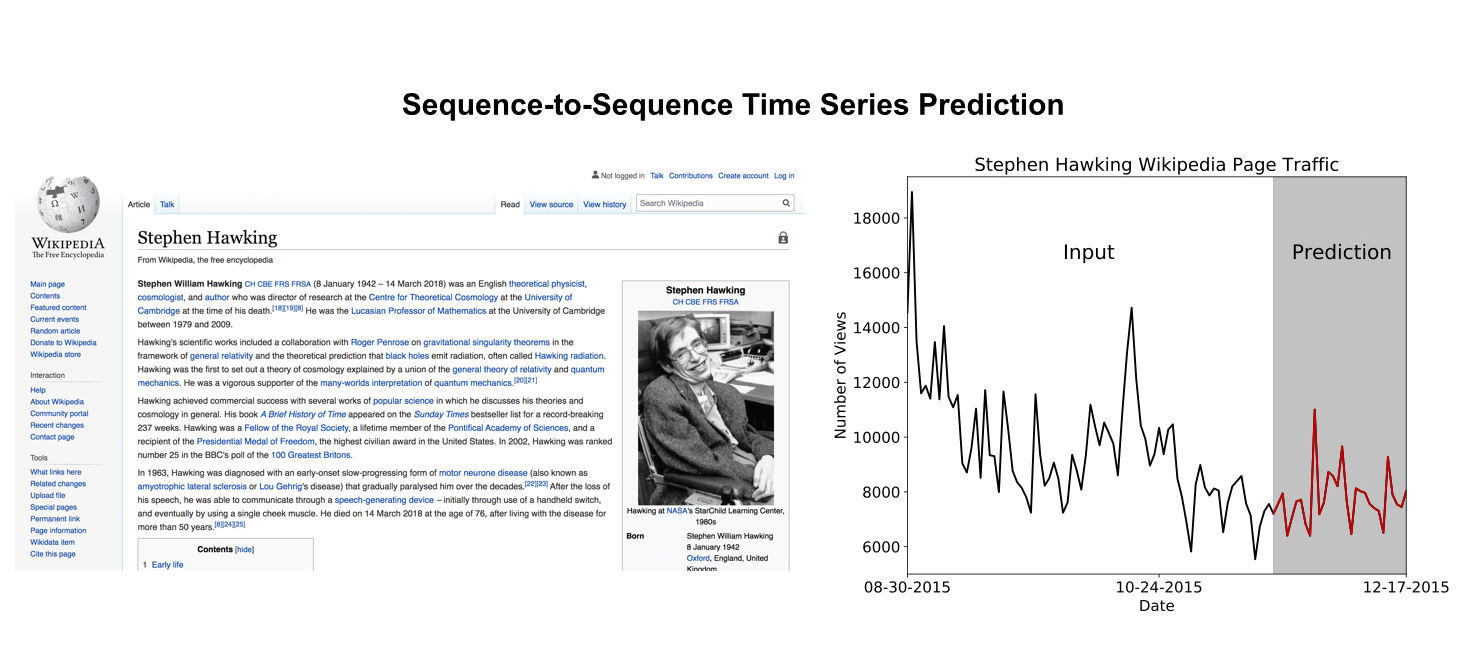 Sequence-to-Sequence Time Series Prediction
Not logged in Talk Contributions Create account Log in
Article Talk
Read View source View history
Search Wikipedia
WIKIPEDIA
The Free Encyclopedia
Main page
Contents
Featured content
Current events
Random article
Donate to Wikipedia
Wikipedia store
Interaction
Help
About Wikipedia
Community portal
Recent changes
Contact page
Tools
What links here
Related changes
Upload file
Special pages
Permanent link
Page information
Wikidata item
Cite this page
Stephen Hawking
From Wikipedia, the free encyclopedia
Stephen William Hawking CH CBE FRS FRSA (8 January 1942 – 14 March 2018) was an English theoretical physicist,
cosmologist, and author who was director of research at the Centre for Theoretical Cosmology at the University of
Cambridge at the time of his death.[18][19][8] He was the Lucasian Professor of Mathematics at the University of Cambridge
between 1979 and 2009.
Hawking's scientific works included a collaboration with Roger Penrose on gravitational singularity theorems in the
framework of general relativity and the theoretical prediction that black holes emit radiation, often called Hawking radiation.
Hawking was the first to set out a theory of cosmology explained by a union of the general theory of relativity and quantum
mechanics. He was a vigorous supporter of the many-worlds interpretation of quantum mechanics.[20][21]
Hawking achieved commercial success with several works of popular science in which he discusses his theories and
cosmology in general. His book A Brief History of Time appeared on the Sunday Times bestseller list for a record-breaking
237 weeks. Hawking was a Fellow of the Royal Society, a lifetime member of the Pontifical Academy of Sciences, and a
recipient of the Presidential Medal of Freedom, the highest civilian award in the United States. In 2002, Hawking was ranked
number 25 in the BBC's poll of the 100 Greatest Britons.
In 1963, Hawking was diagnosed with an early-onset slow-progressing form of motor neurone disease (also known as
amyotrophic lateral sclerosis or Lou Gehrig's disease) that gradually paralysed him over the decades.[22][23] After the loss of
his speech, he was able to communicate through a speech-generating device – initially through use of a handheld switch,
and eventually by using a single cheek muscle. He died on 14 March 2018 at the age of 76, after living with the disease for
more than 50 years.[8][24][25]
Contents [hide]
1 Early life
Stephen Hawking
CH CBE FRS FRSA
Hawking at NASA's StarChild Learning Center,
1980s
Born Stephen William Hawking
8 January 1942
Oxford, England, United
Kingdom
Stephen Hawking Wikipedia Page Traffic
Input
Prediction
Number of Views
18000
16000
14000
12000
10000
8000
6000
08-30-2015
10-24-2015
12-17-2015
Date